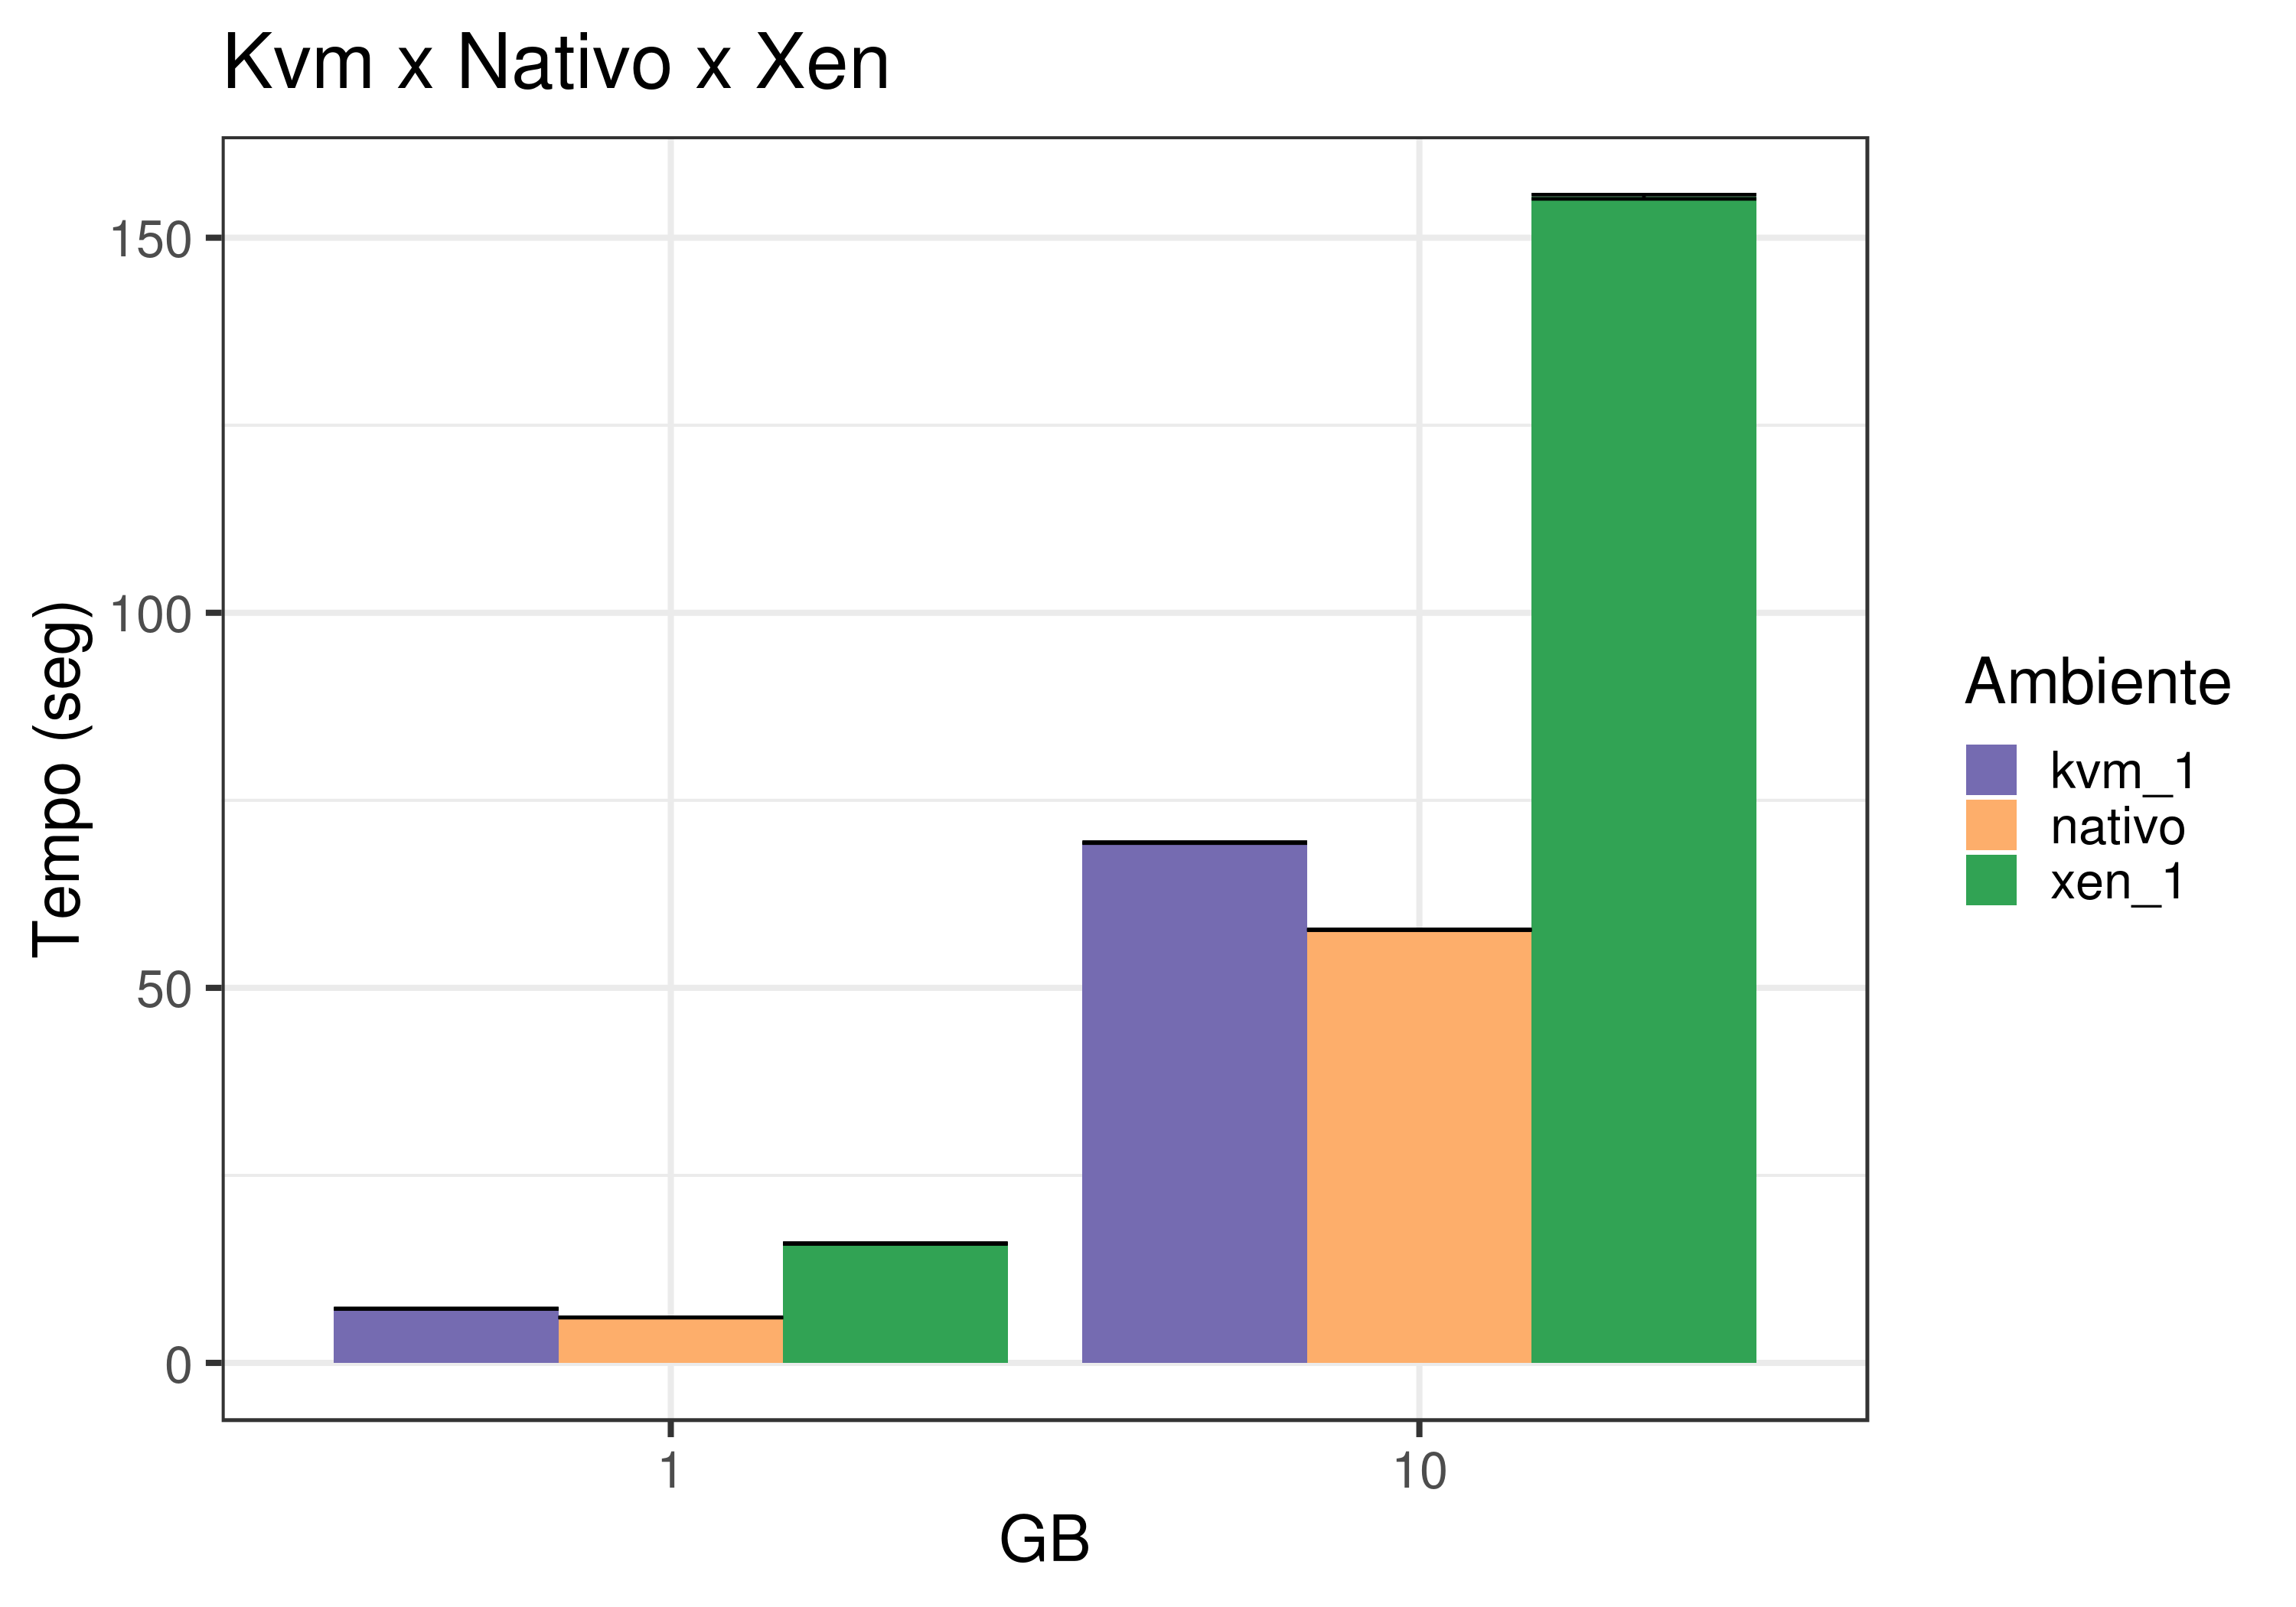 Kvm x Nativo x Xen
Tempo (seg)
150
100
50
0
1
10
GB
Ambiente
kvm_1
nativo
xen_1